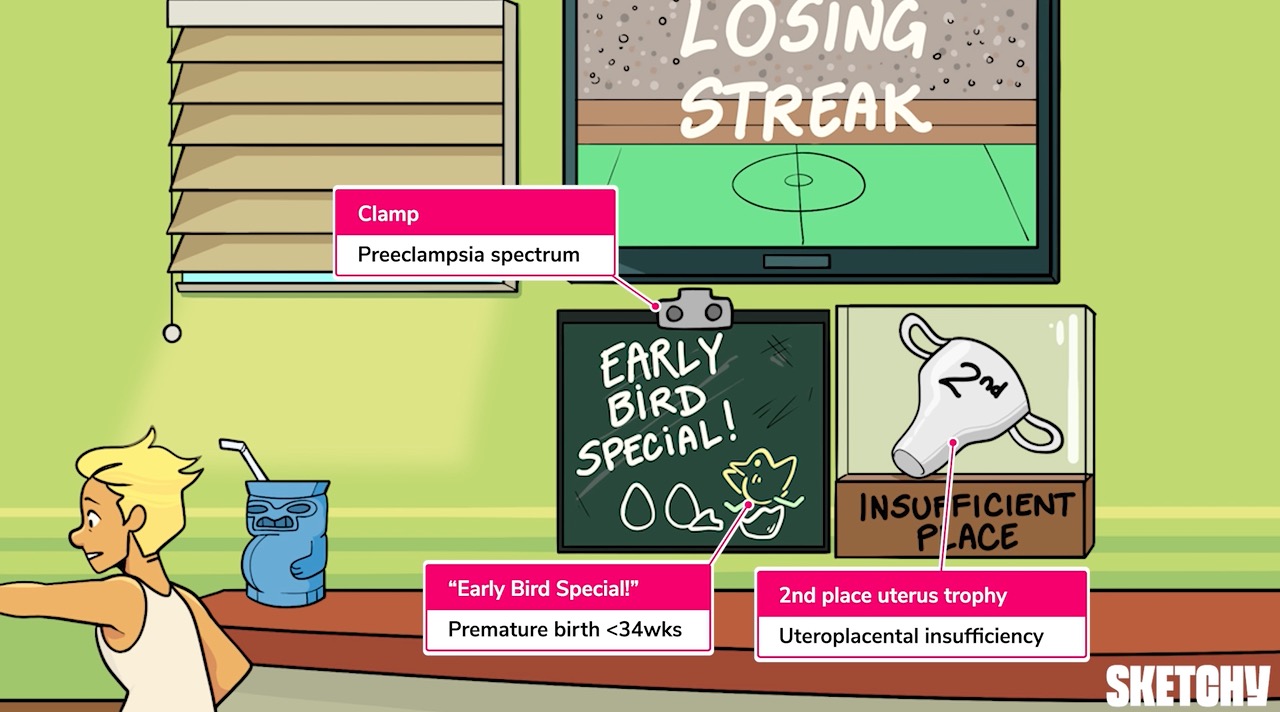 LOSING
STREAK
Clamp
Preeclampsia spectrum
EARLY
BIRD
SPECIAL!
2nd
INSUFFICIENT
PLACE
“Early Bird Special!”
Premature birth <34wks
2nd place uterus trophy
Uteroplacental insufficiency
SKETCHY